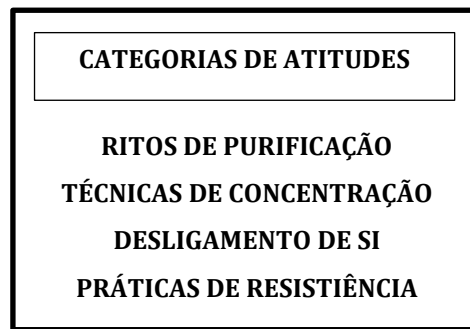 CATEGORIAS DE ATITUDES
RITOS DE PURIFICAÇÃO
TÉCNICAS DE CONCENTRAÇÃO
DESLIGAMENTO DE SI
PRÁTICAS DE RESISTIÊNCIA